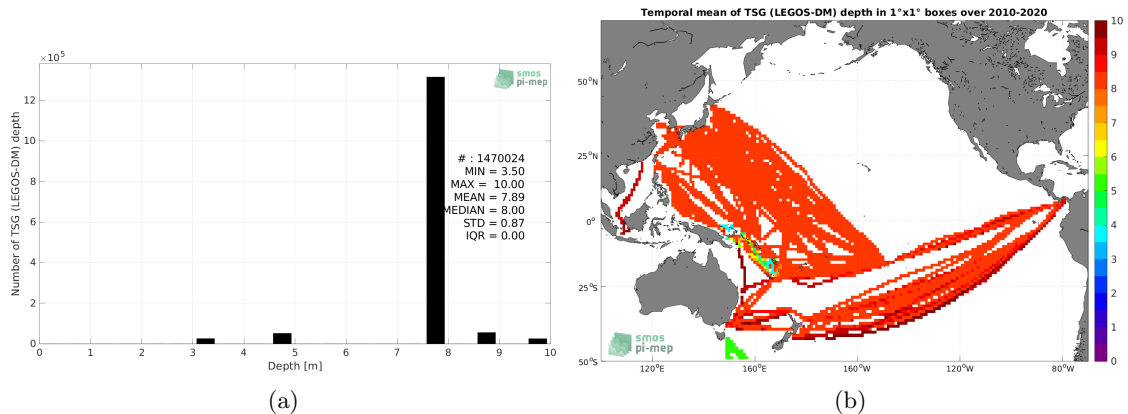 ×10⁵
12
10
8
6
4
2
0
Number of TSG (LEGOS-DM) depth
smos
pi-mep
# : 1470024
MIN = 3.50
MAX = 10.00
MEAN = 7.89
MEDIAN = 8.00
STD = 0.87
IQR = 0.00
0 1 2 3 4 5 6 7 8 9 10
Depth [m]
(a)
Temporal mean of TSG (LEGOS-DM) depth in 1°x1° boxes over 2010-2020
50°N
25°N
0°
25°S
50°S
120°E 160°E 160°W 120°W 80°W
smos
pi-mep
10
9
8
7
6
5
4
3
2
1
0
(b)